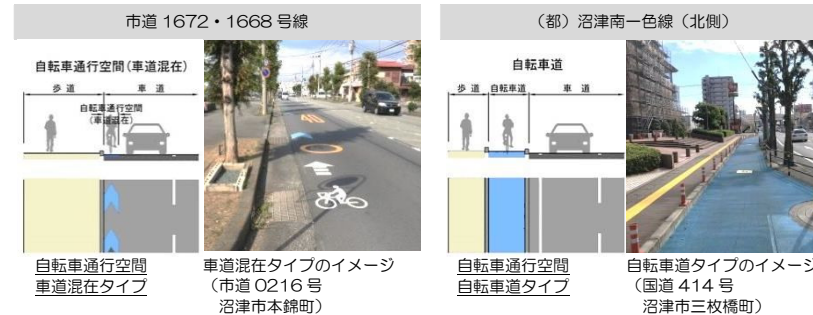 市道 1672・1668 号線
自転車通行空間(車道混在)
歩 道
車 道
自転車通行空間
(車道混在)
40
自転車通行空間
車道混在タイプ
車道混在タイプのイメージ
(市道 0216 号
沼津市本錦町)
(都)沼津南一色線(北側)
自転車道
歩 道
自転車道
車 道
自転車通行空間
自転車道タイプ
自転車道タイプのイメージ
(国道 414 号
沼津市三枚橋町)